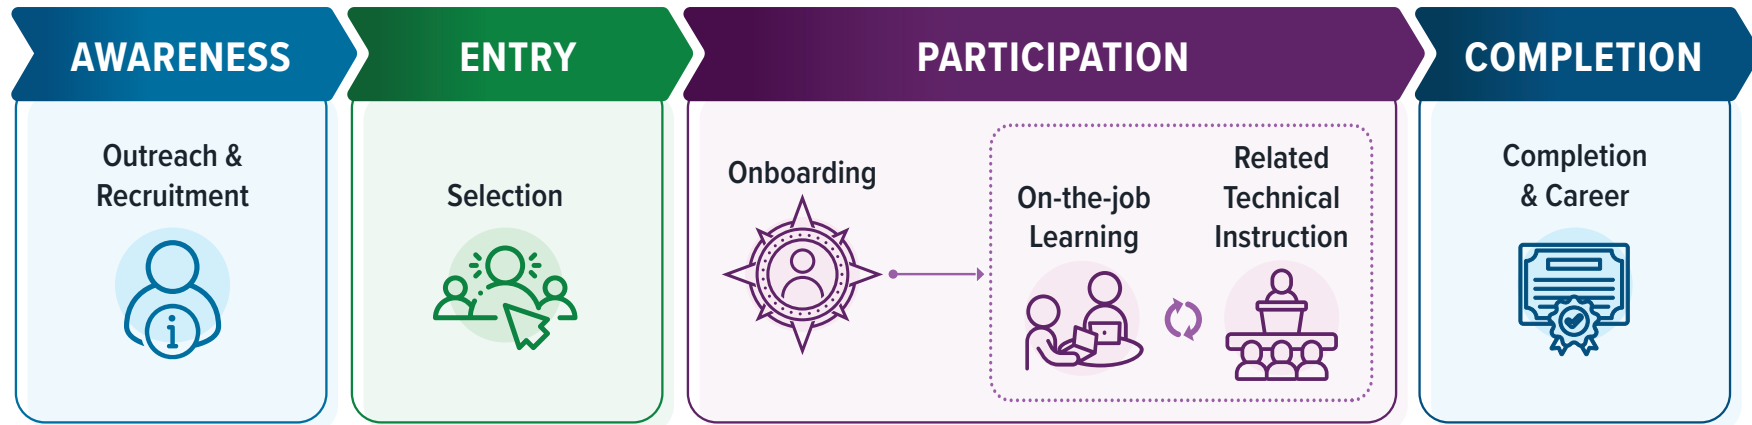 AWARENESS
Outreach &
Recruitment
ENTRY
Selection
PARTICIPATION
Onboarding
On-the-job
Learning
Related
Technical
Instruction
COMPLETION
Completion
& Career